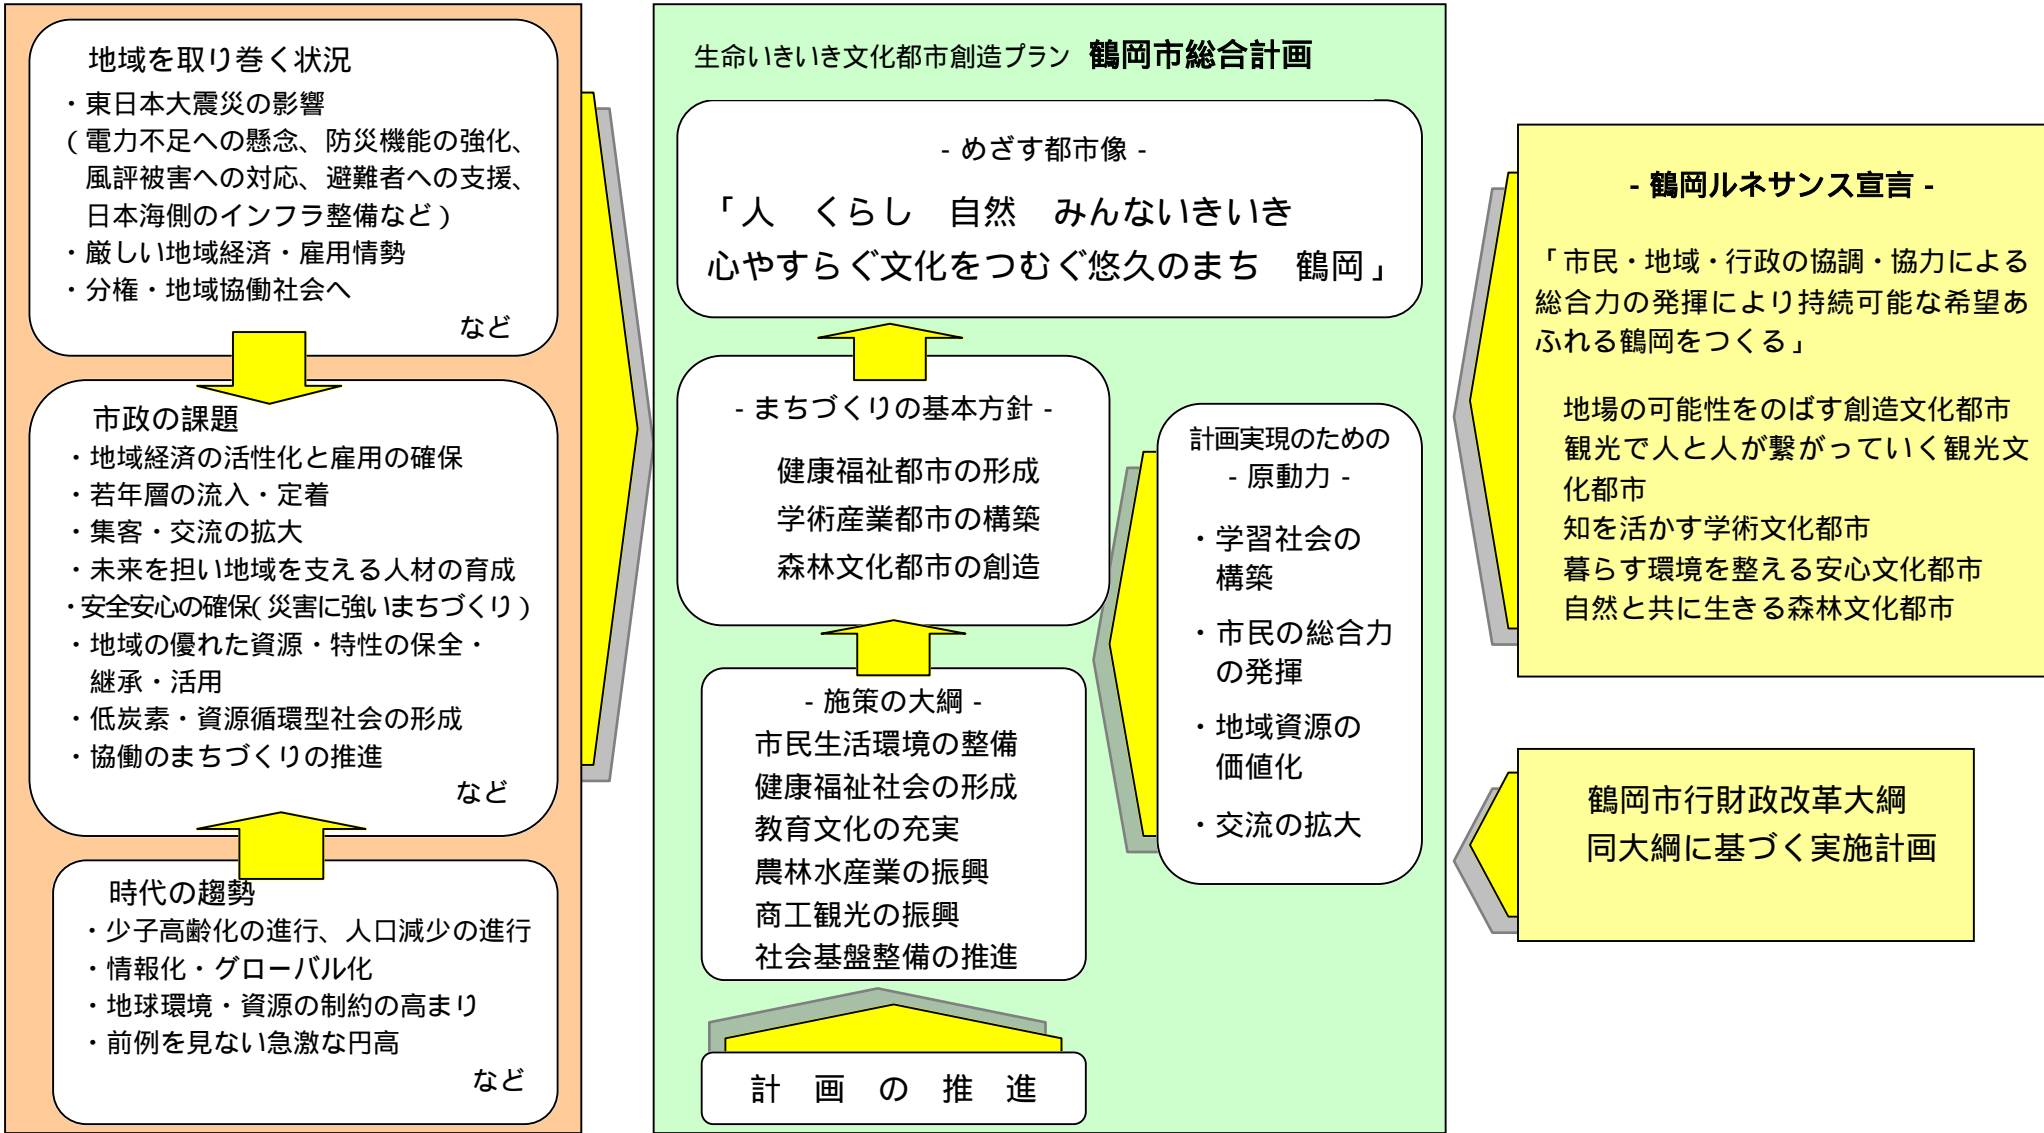 地域を取り巻く状況
・東日本大震災の影響
(電力不足への懸念、防災機能の強化、
風評被害への対応、避難者への支援、
日本海側のインフラ整備など)
・厳しい地域経済・雇用情勢
・分権・地域協働社会へ
など
市政の課題
・地域経済の活性化と雇用の確保
・若年層の流入・定着
・集客・交流の拡大
・未来を担い地域を支える人材の育成
・安全安心の確保(災害に強いまちづくり)
・地域の優れた資源・特性の保全・
継承・活用
・低炭素・資源循環型社会の形成
・協働のまちづくりの推進
など
時代の趨勢
・少子高齢化の進行、人口減少の進行
・情報化・グローバル化
・地球環境・資源の制約の高まり
・前例を見ない急激な円高
など
生命いきいき文化都市創造プラン 鶴岡市総合計画
- めざす都市像 -
「人 くらし 自然 みんないきいき
心やすらぐ文化をつむぐ悠久のまち 鶴岡」
- まちづくりの基本方針 -
健康福祉都市の形成
学術産業都市の構築
森林文化都市の創造
- 施策の大綱 -
市民生活環境の整備
健康福祉社会の形成
教育文化の充実
農林水産業の振興
商工観光の振興
社会基盤整備の推進
計 画 の 推 進
計画実現のための
- 原動力 -
・学習社会の
構築
・市民の総合力
の発揮
・地域資源の
価値化
・交流の拡大
- 鶴岡ルネサンス宣言 -
「市民・地域・行政の協調・協力による
総合力の発揮により持続可能な希望あ
ふれる鶴岡をつくる」
地場の可能性をのばす創造文化都市
観光で人と人が繋がっていく観光文
化都市
知を活かす学術文化都市
暮らす環境を整える安心文化都市
自然と共に生きる森林文化都市
鶴岡市行財政改革大綱
同大綱に基づく実施計画